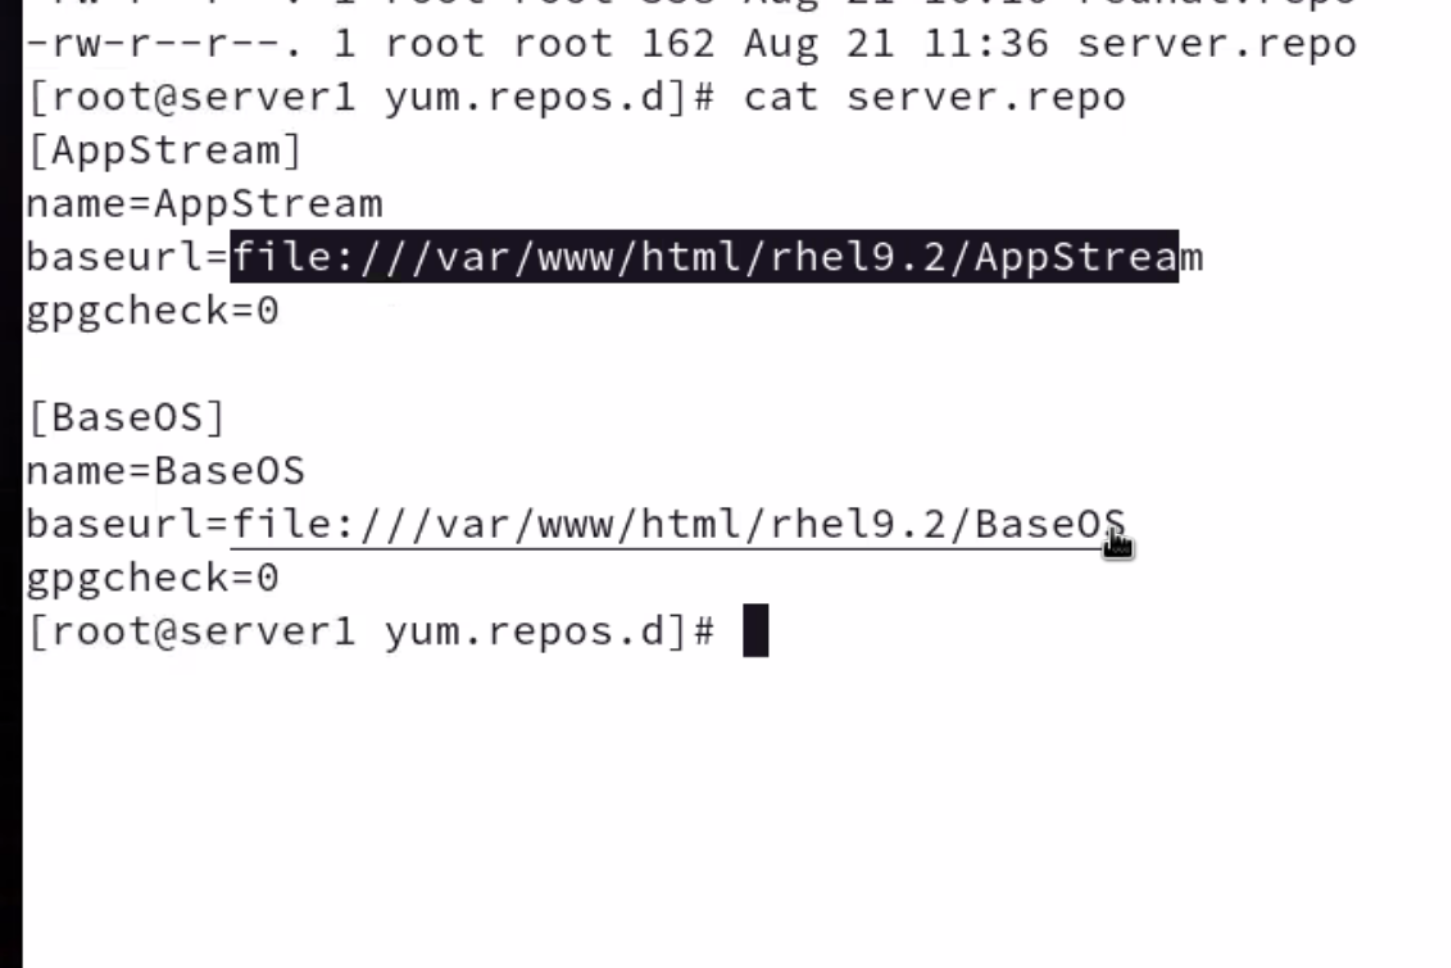 -rw-r--r--. 1 root root 162 Aug 21 11:36 server.repo
[root@server1 yum.repos.d]# cat server.repo
[AppStream]
name=AppStream
baseurl=file:///var/www/html/rhel9.2/AppStream
gpgcheck=0
[BaseOS]
name=BaseOS
baseurl=file:///var/www/html/rhel9.2/BaseOS
gpgcheck=0
[root@server1 yum.repos.d]#